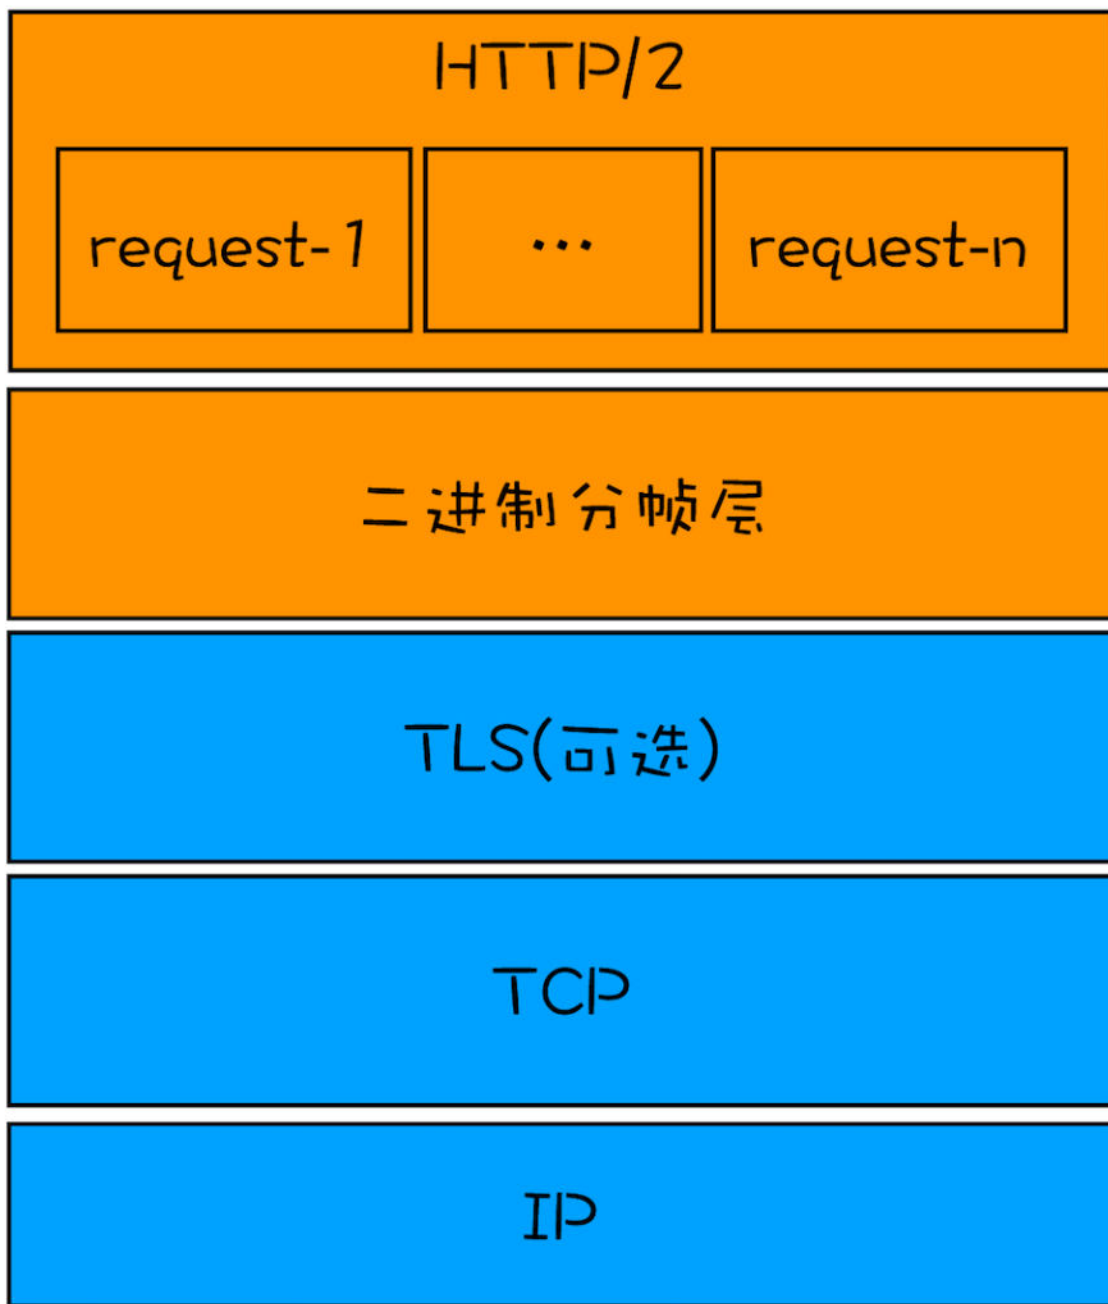 HTTP/2
request-1 ... request-n
二进制分帧层
TLS(可选)
TCP
IP